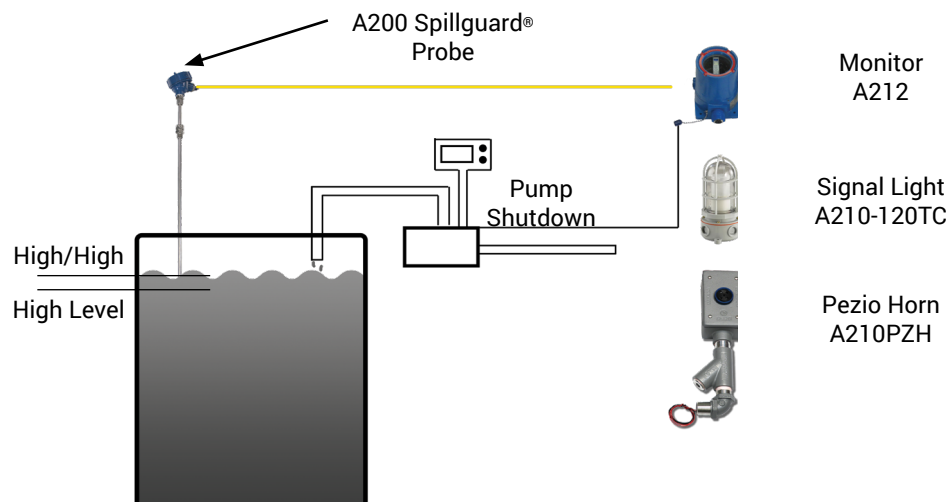 A200 Spillguard®
Probe
Monitor
A212
Pump
Shutdown
Signal Light
A210-120TC
High/High
High Level
Pezio Horn
A210PZH